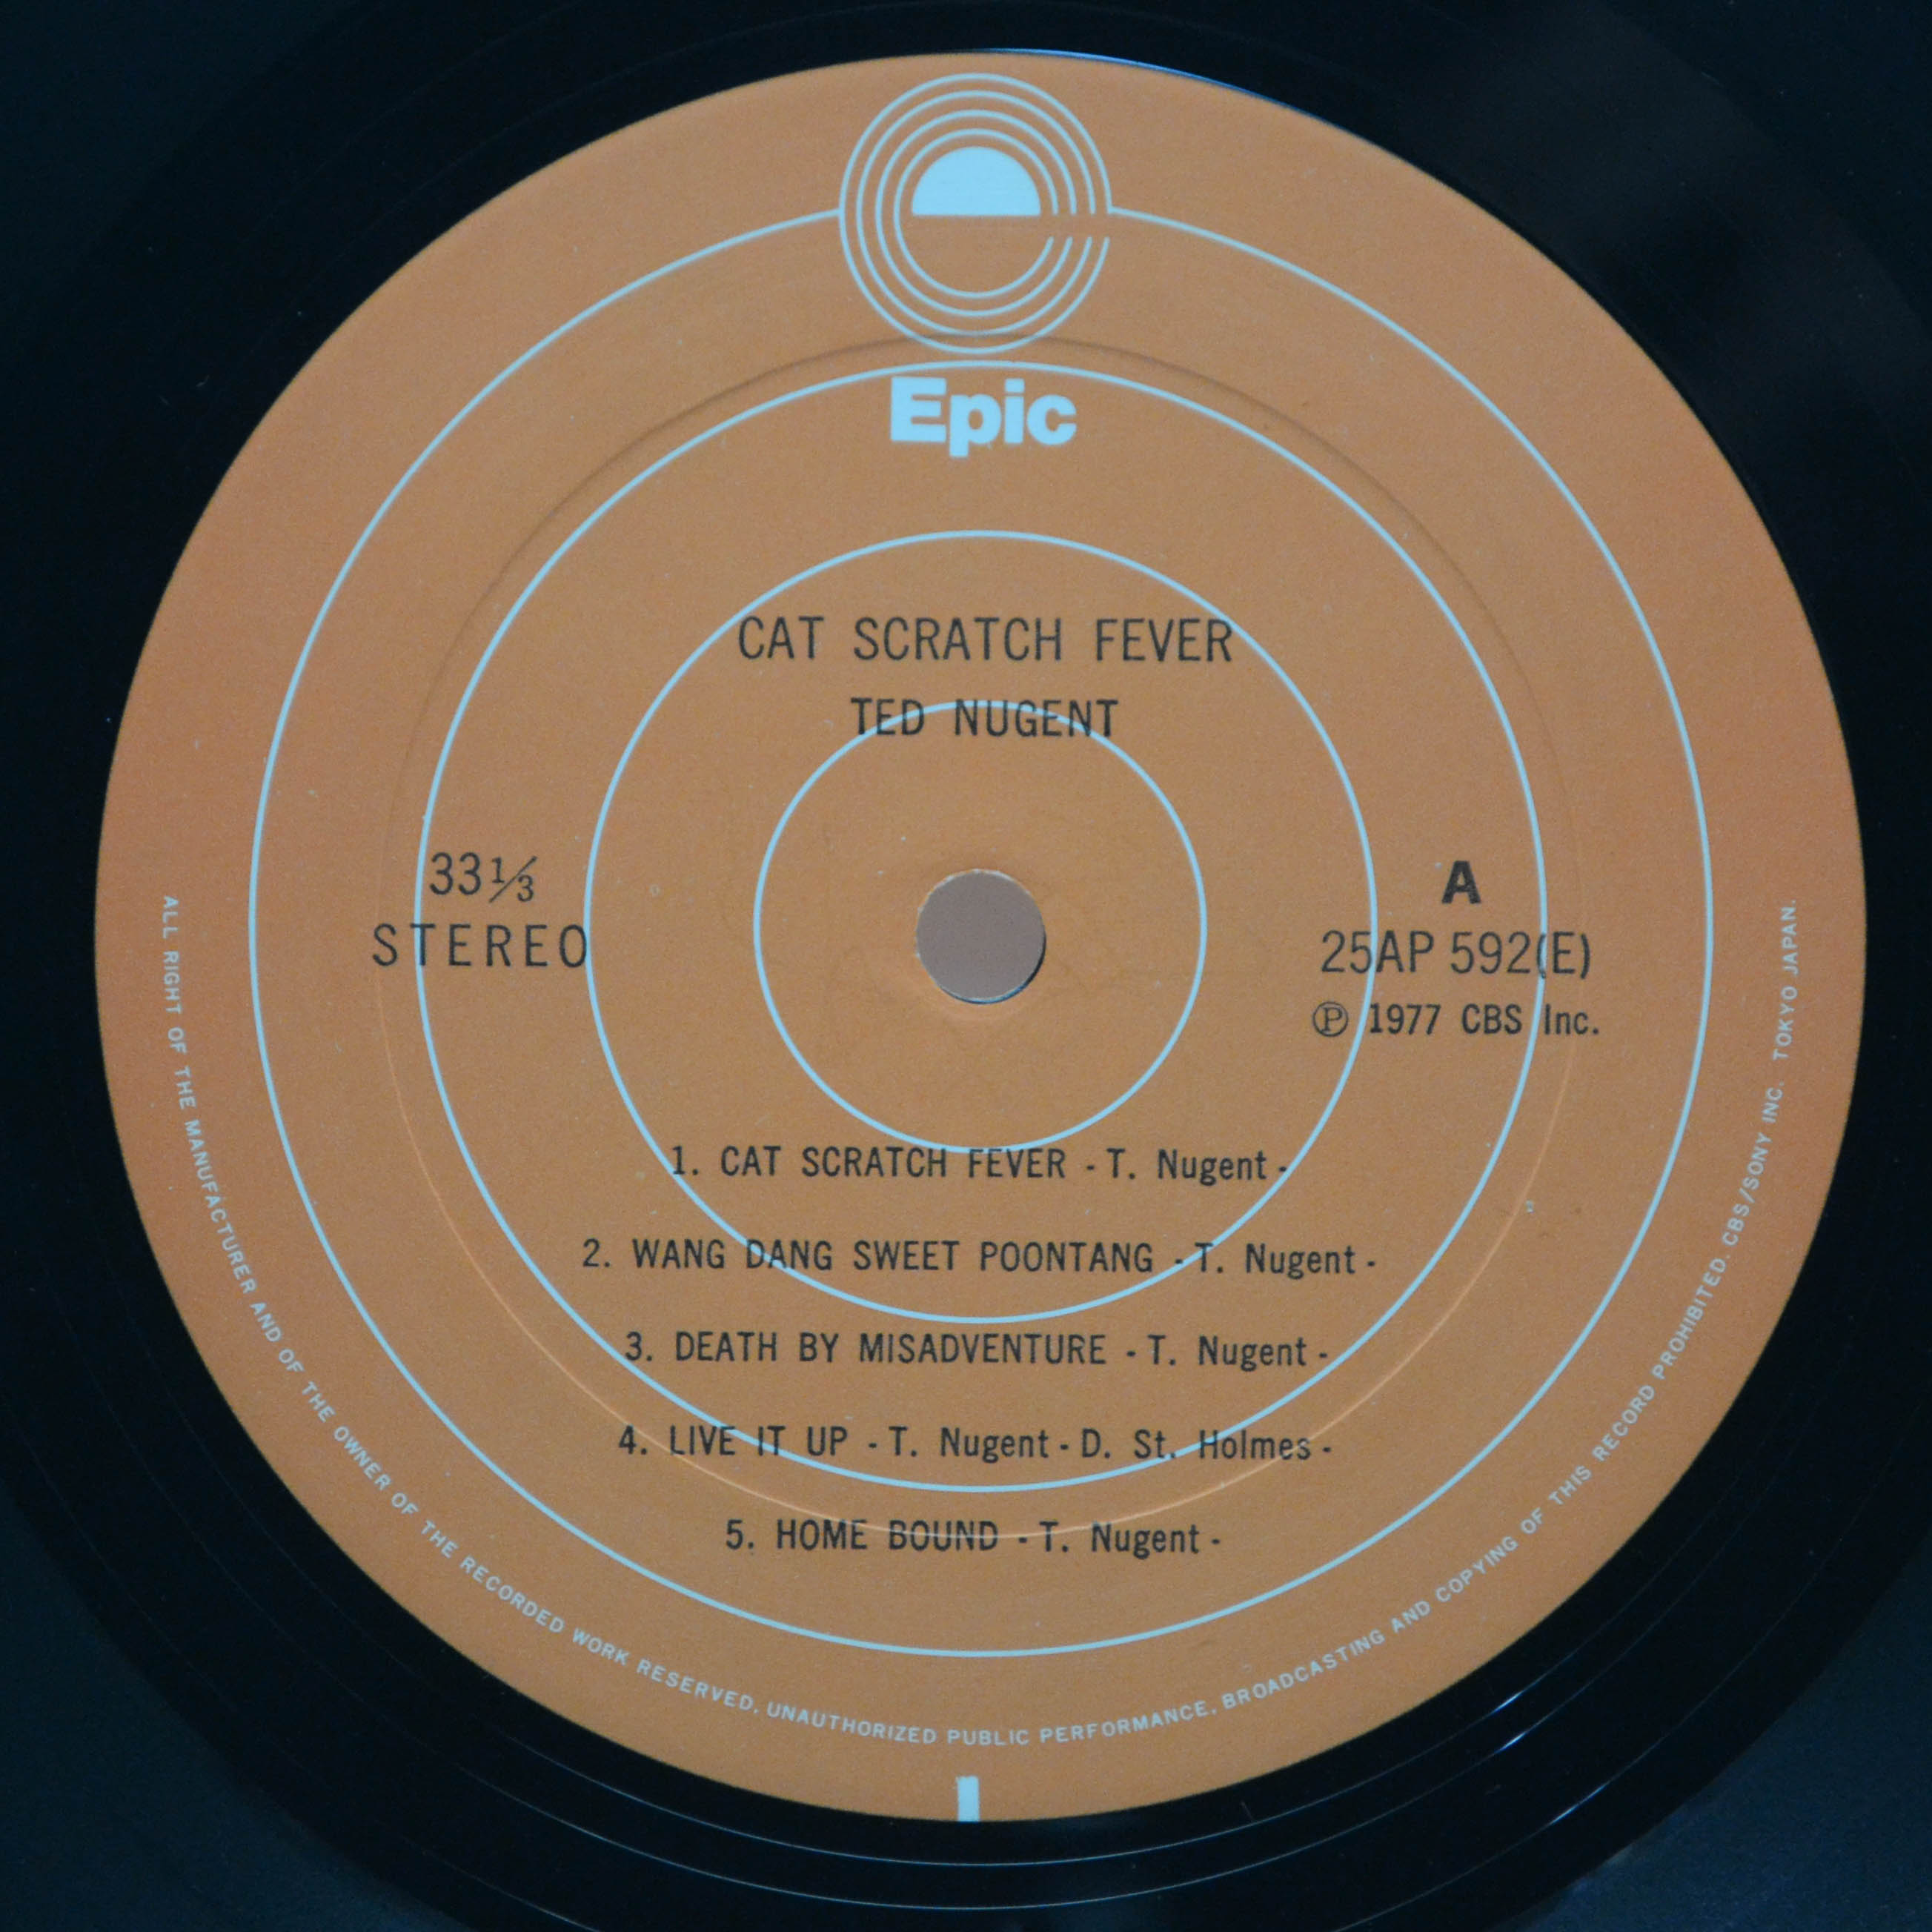 Epic
CAT SCRATCH FEVER
TED NUGENT
33 1/3
STEREO
A
25AP 592(E)
Ⓟ 1977 CBS Inc.
1. CAT SCRATCH FEVER - T. Nugent -
2. WANG DANG SWEET POONTANG - T. Nugent -
3. DEATH BY MISADVENTURE - T. Nugent -
4. LIVE IT UP - T. Nugent - D. St. Holmes -
5. HOME BOUND - T. Nugent -
ALL RIGHT OF THE MANUFACTURER AND OF THE OWNER OF THE RECORDED WORK RESERVED, UNAUTHORIZED PUBLIC PERFORMANCE, BROADCASTING AND COPYING OF THIS RECORD PROHIBITED. CBS/SONY INC. TOKYO JAPAN.